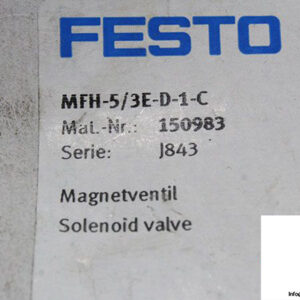 FESTO
MFH-5/3E-D-1-C
Mat.-Nr.: 150983
Serie: J843
Magnetventil
Solenoid valve